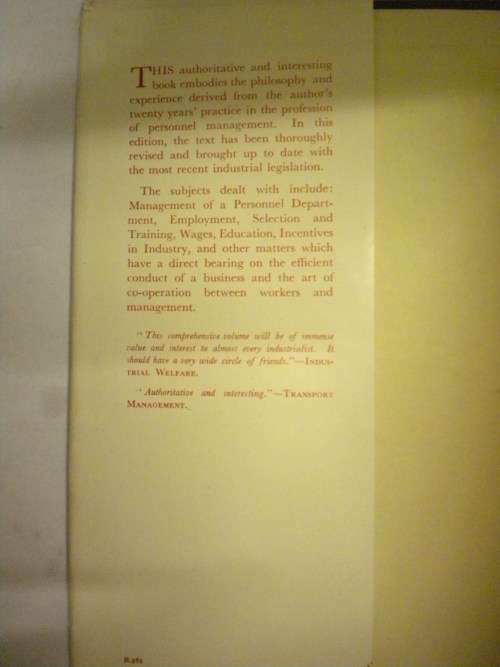 THIS authoritative and interesting
book embodies the philosophy and
experience derived from the author's
twenty years' practice in the profession
of personnel management. In this
edition, the text has been thoroughly
revised and brought up to date with
the most recent industrial legislation.
The subjects dealt with include:
Management of a Personnel Depart-
ment, Employment, Selection and
Training, Wages, Education, Incentives
in Industry, and other matters which
have a direct bearing on the efficient
conduct of a business and the art of
co-operation between workers and
management.
"This comprehensive volume will be of immense
value and interest to almost every industrialist. It
should have a very wide circle of friends."—INDUS-
TRIAL WELFARE.
"Authoritative and interesting."—TRANSPORT
MANAGEMENT.